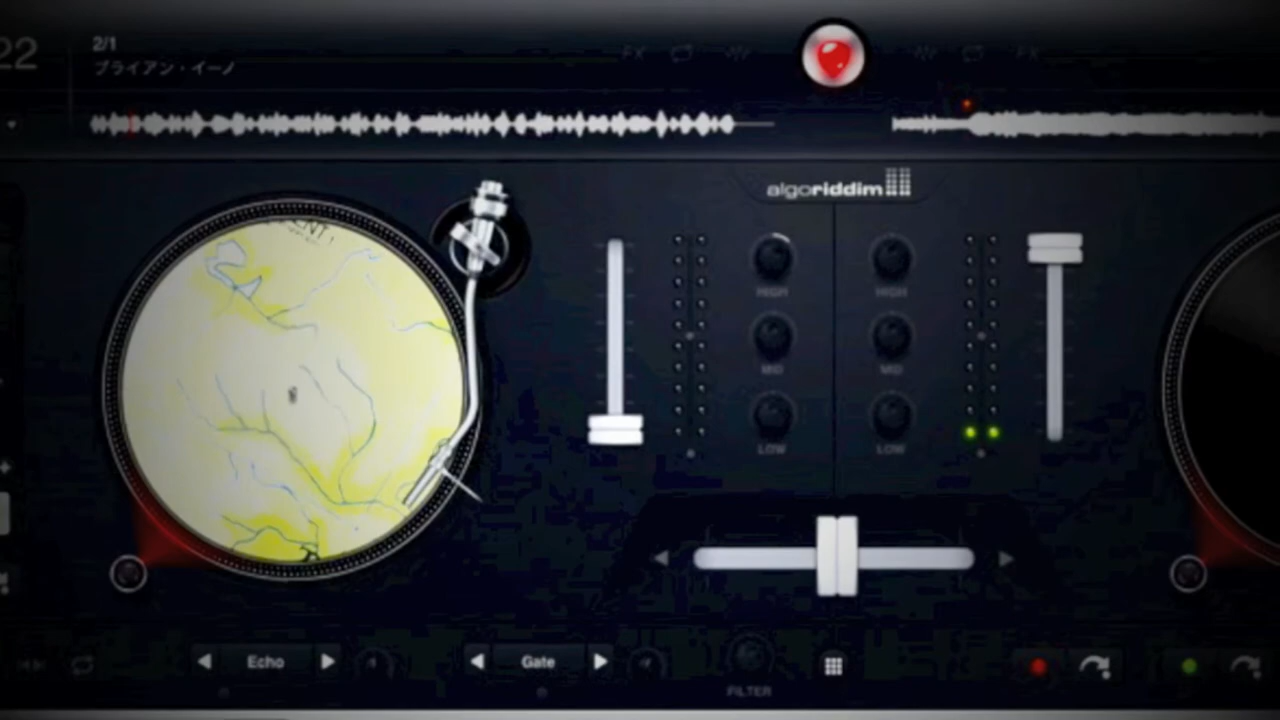 22
2/1
ブライアン・イーノ
FX
FX
algoriddim
HIGH
HIGH
MID
MID
LOW
LOW
Echo
Gate
FILTER